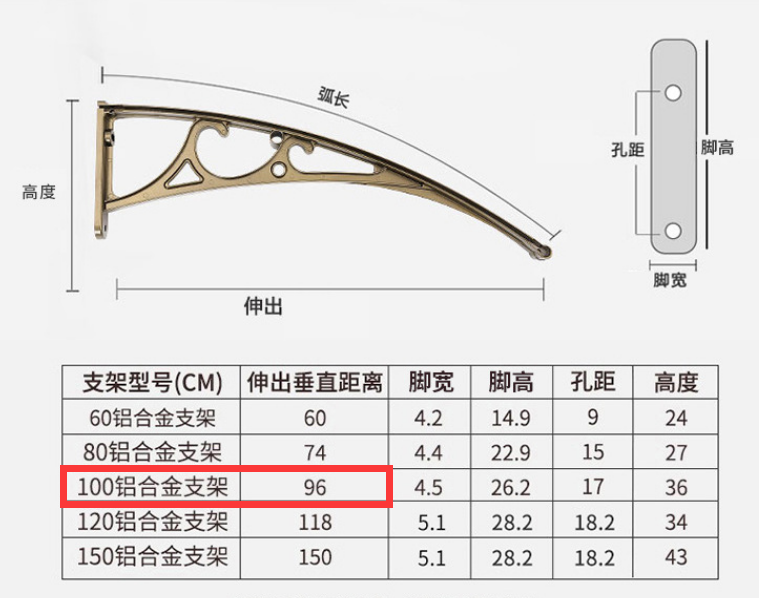 弧长
高度
伸出
孔距
脚高
脚宽
支架型号(CM) 伸出垂直距离 脚宽 脚高 孔距 高度
60铝合金支架 60 4.2 14.9 9 24
80铝合金支架 74 4.4 22.9 15 27
100铝合金支架 96 4.5 26.2 17 36
120铝合金支架 118 5.1 28.2 18.2 34
150铝合金支架 150 5.1 28.2 18.2 43